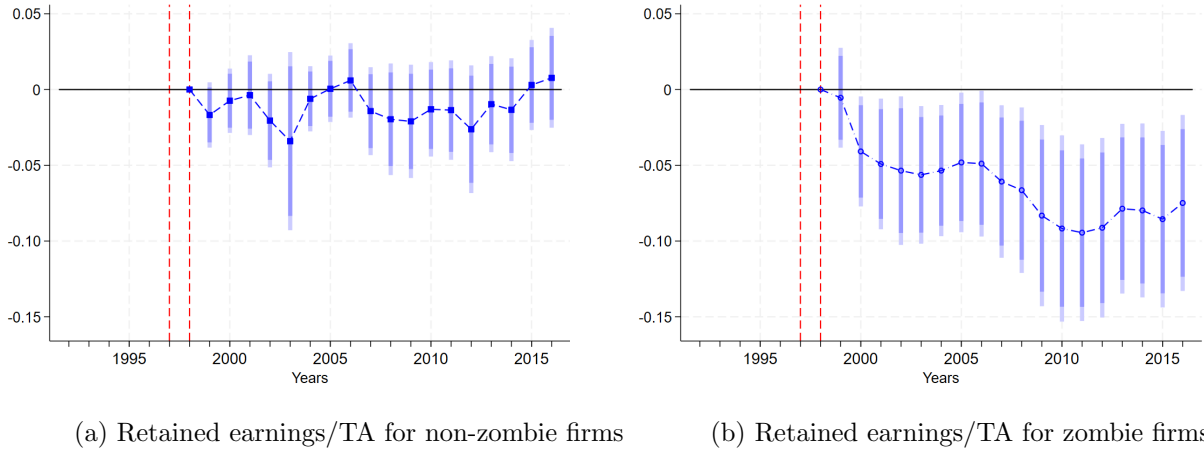 0.05
0
-0.05
-0.10
-0.15
1995 2000 2005 2010 2015
Years
(a) Retained earnings/TA for non-zombie firms
0.05
0
-0.05
-0.10
-0.15
1995 2000 2005 2010 2015
Years
(b) Retained earnings/TA for zombie firms